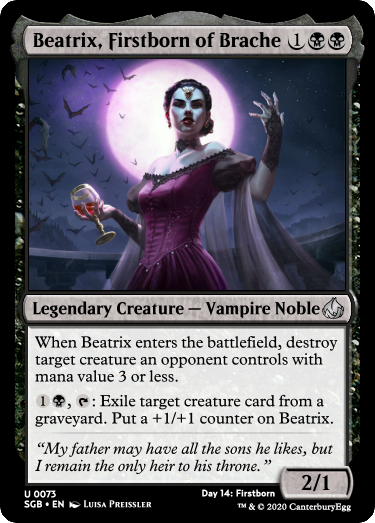 Beatrix, Firstborn of Brache 1
Legendary Creature — Vampire Noble
When Beatrix enters the battlefield, destroy
target creature an opponent controls with
mana value 3 or less.
1, : Exile target creature card from a
graveyard. Put a +1/+1 counter on Beatrix.
“My father may have all the sons he likes, but
I remain the only heir to his throne.”
2/1
U 0073 Day 14: Firstborn
SGB • EN Luisa Preissler ™ & © 2020 CanterburyEgg